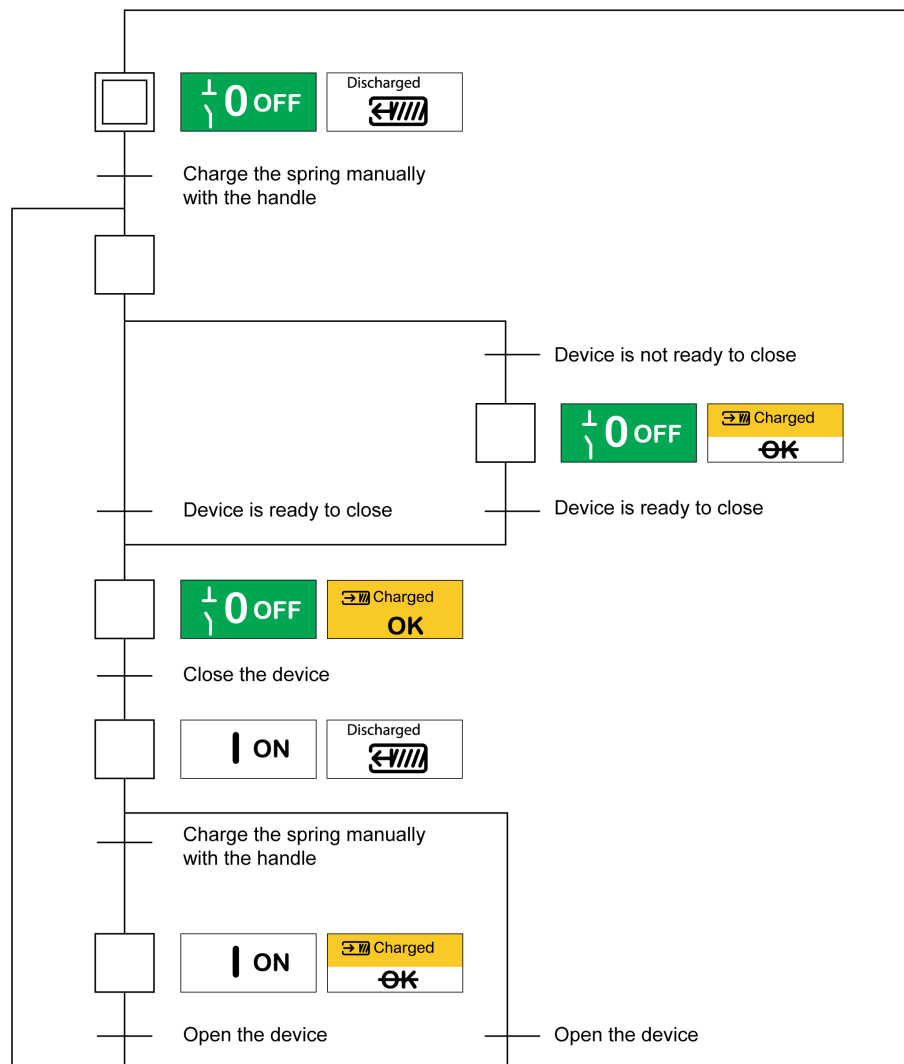 0 OFF
Discharged
Charge the spring manually
with the handle
Device is not ready to close
0 OFF
Charged
OK
Device is ready to close
Device is ready to close
0 OFF
Charged
OK
Close the device
I ON
Discharged
Charge the spring manually
with the handle
I ON
Charged
OK
Open the device
Open the device